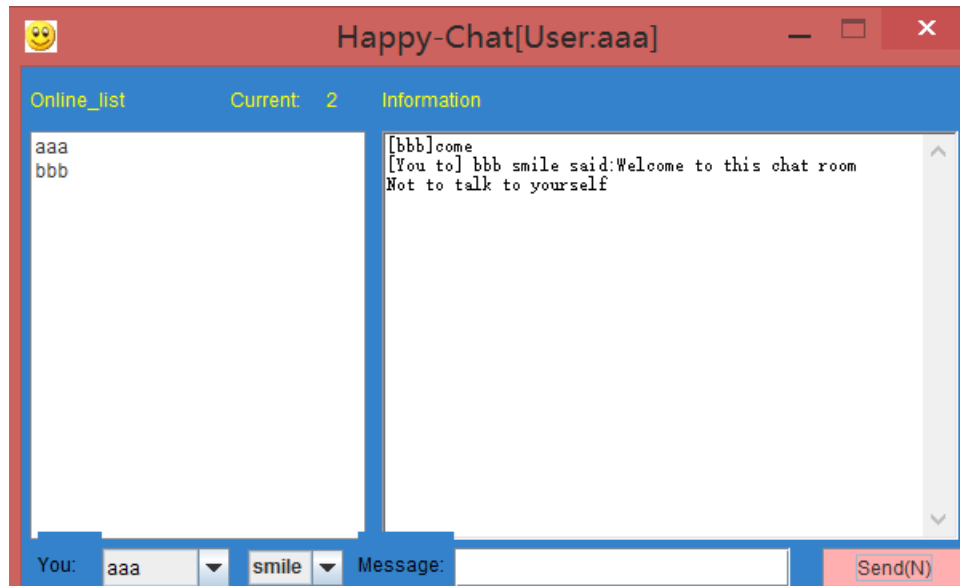 Happy-Chat[User:aaa]
Online_list Current: 2 Information
aaa
bbb
[bbb]come
[You to] bbb smile said:Welcome to this chat room
Not to talk to yourself
You: aaa smile Message: Send(N)